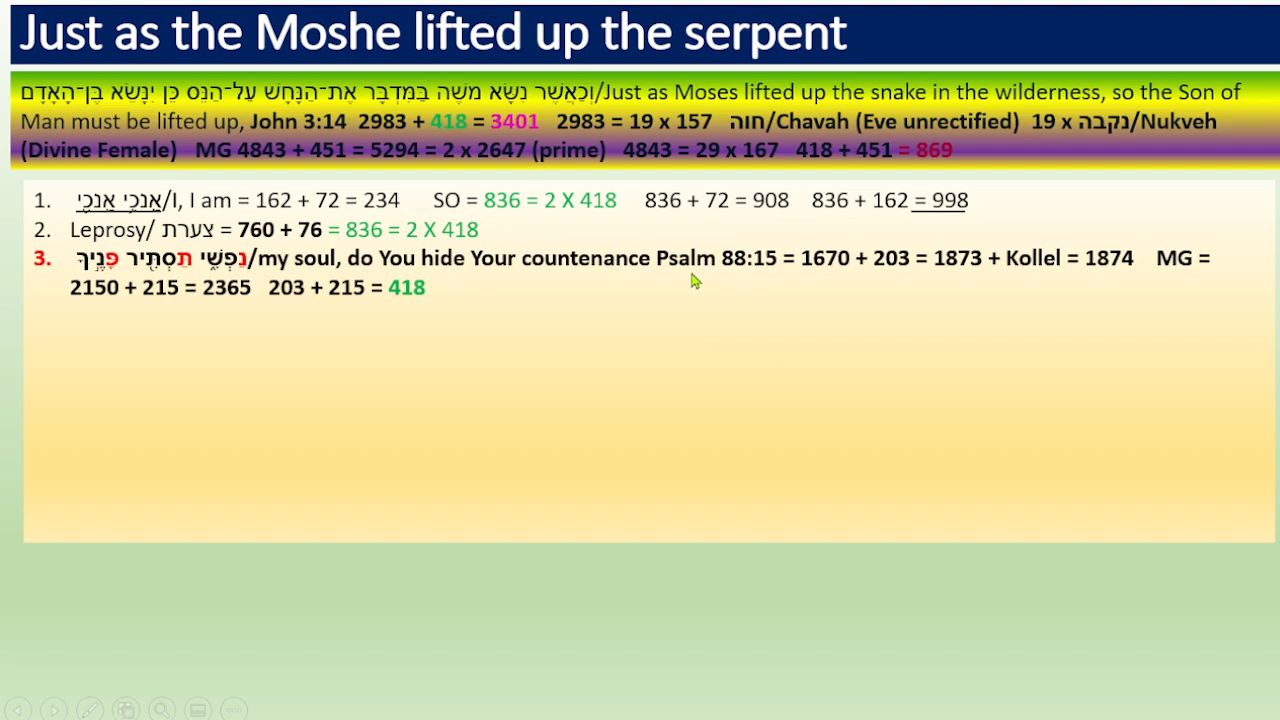 Just as the Moshe lifted up the serpent
וְכַאֲשֶׁר נָשָׂא מֹשֶׁה בַּמִּדְבָּר אֶת־הַנָּחָשׁ עַל־הַנֵּס כֵּן יִנָּשֵׂא בֶּן־הָאָדָם/Just as Moses lifted up the snake in the wilderness, so the Son of
Man must be lifted up, John 3:14 2983 + 418 = 3401 2983 = 19 x 157 חוה/Chavah (Eve unrectified) 19 x נקבה/Nukveh
(Divine Female) MG 4843 + 451 = 5294 = 2 x 2647 (prime) 4843 = 29 x 167 418 + 451 = 869
1. אָנֹכִי אָנֹכִי/I, I am = 162 + 72 = 234 SO = 836 = 2 X 418 836 + 72 = 908 836 + 162 = 998
2. Leprosy/ צערת = 760 + 76 = 836 = 2 X 418
3. נַפְשִׁי תַּסְתִּיר פָּנֶיךָ/my soul, do You hide Your countenance Psalm 88:15 = 1670 + 203 = 1873 + Kollel = 1874 MG =
2150 + 215 = 2365 203 + 215 = 418